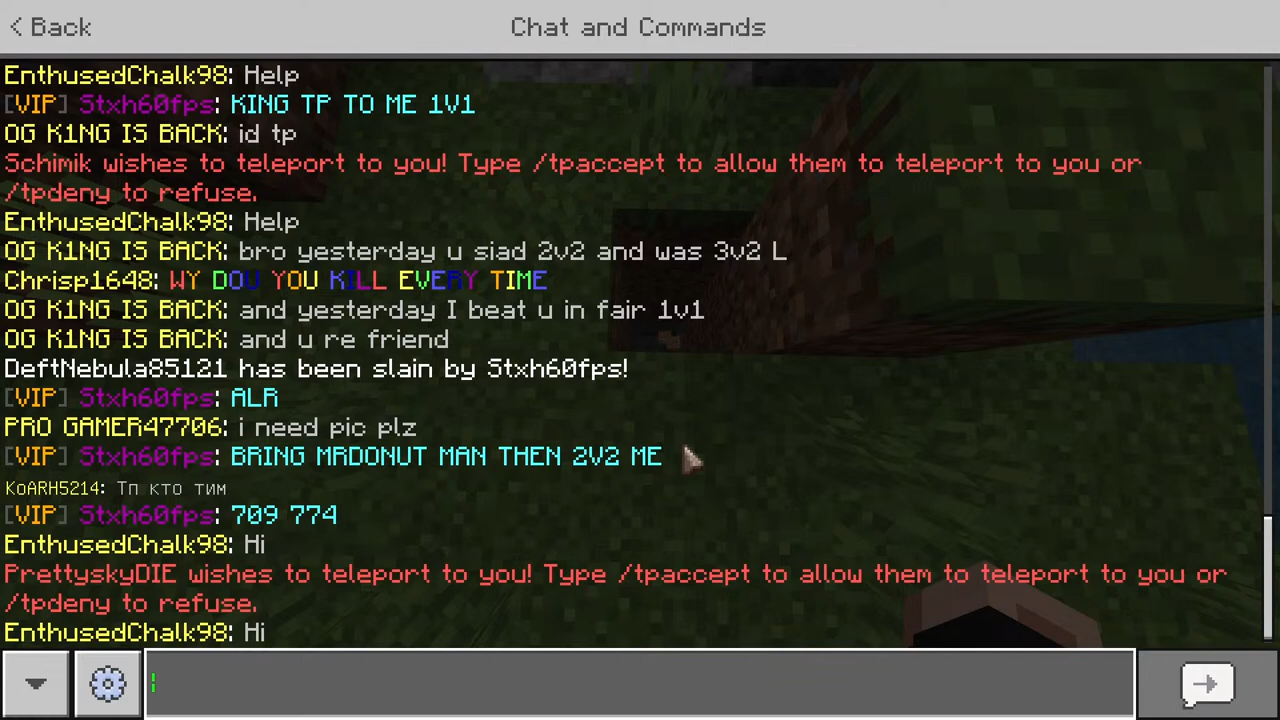 Back
Chat and Commands
EnthusedChalk98: Help
[VIP] Stxh60fps: KING TP TO ME 1V1
OG K1NG IS BACK: id tp
Schimik wishes to teleport to you! Type /tpaccept to allow them to teleport to you or
/tpdeny to refuse.
EnthusedChalk98: Help
OG K1NG IS BACK: bro yesterday u siad 2v2 and was 3v2 L
Chrisp1648: WY DOU YOU KILL EVERY TIME
OG K1NG IS BACK: and yesterday I beat u in fair 1v1
OG K1NG IS BACK: and u re friend
DeftNebula85121 has been slain by Stxh60fps!
[VIP] Stxh60fps: ALR
PRO GAMER47706: i need pic plz
[VIP] Stxh60fps: BRING MRDONUT MAN THEN 2V2 ME
KoARH5214: Тп кто тим
[VIP] Stxh60fps: 709 774
EnthusedChalk98: Hi
PrettyskyDIE wishes to teleport to you! Type /tpaccept to allow them to teleport to you or
/tpdeny to refuse.
EnthusedChalk98: Hi